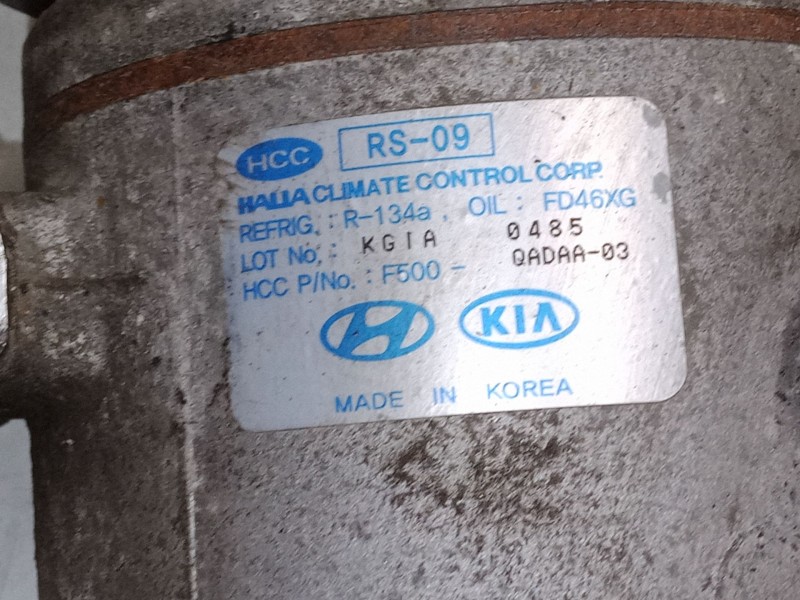 HCC RS-09
HALLA CLIMATE CONTROL CORP.
REFRIG. : R-134a, OIL : FD46XG
LOT No. : KGIA 0485
HCC P/No. : F500 - QADAA-03
KIA
MADE IN KOREA